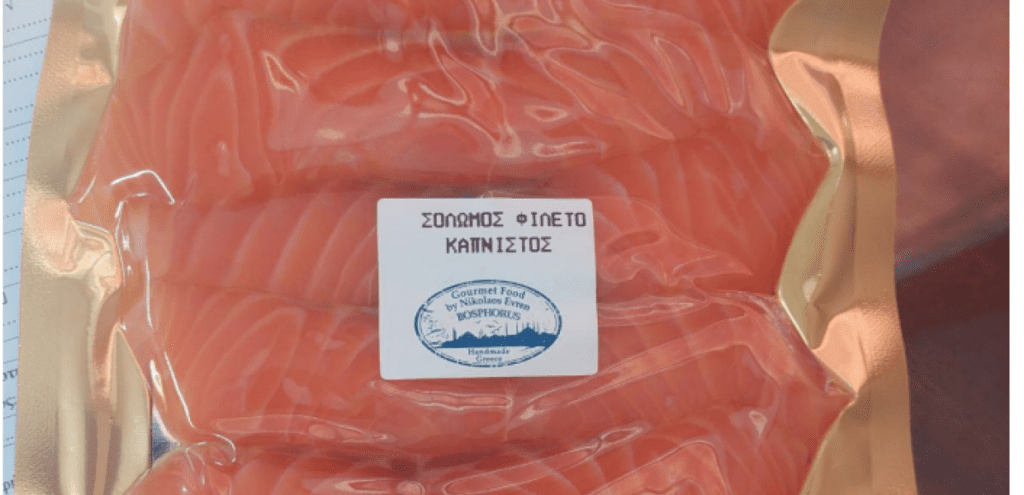 ΣΟΛΩΜΟΣ ΦΙΛΕΤΟ
ΚΑΠΝΙΣΤΟΣ
Gourmet Food
by Nikolaos Evren
BOSPHORUS
Handmade
Greece